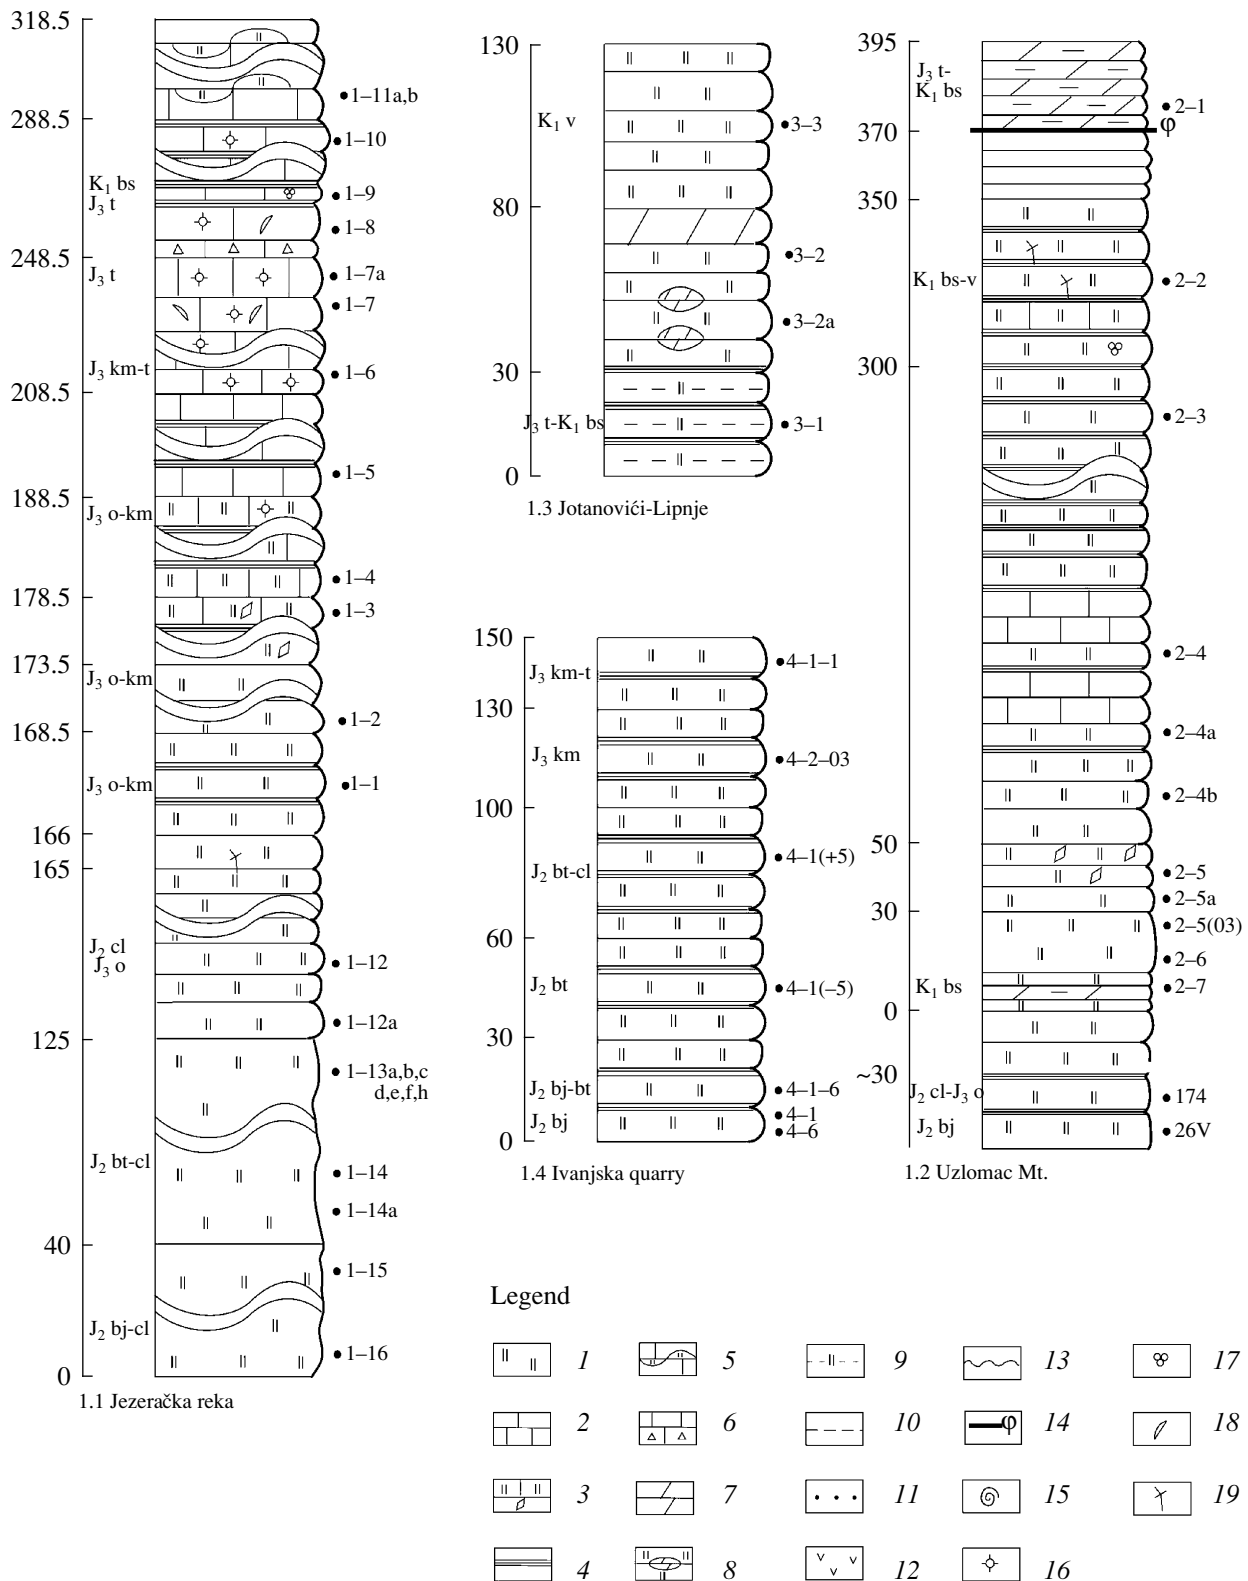 318.5
288.5
K1 bs
J3 t
248.5
J3 t
J3 km-t
208.5
188.5
J3 o-km
178.5
173.5
J3 o-km
168.5
J3 o-km
166
165
J2 cl
J3 o
125
J2 bt-cl
40
J2 bj-cl
0
1–11a,b
1–10
1–9
1–8
1–7a
1–7
1–6
1–5
1–4
1–3
1–2
1–1
1–12
1–12a
1–13a,b,c
d,e,f,h
1–14
1–14a
1–15
1–16
1.1 Jezeračka reka
130
K1 v
80
30
J3 t-K1 bs
0
3–3
3–2
3–2a
3–1
1.3 Jotanovići-Lipnje
150
J3 km-t
130
J3 km
100
J2 bt-cl
60
J2 bt
30
J2 bj-bt
J2 bj
0
4–1–1
4–2–03
4–1(+5)
4–1(–5)
4–1–6
4–1
4–6
1.4 Ivanjska quarry
395
J3 t-
K1 bs
370
350
K1 bs-v
300
50
30
K1 bs
0
~30
J2 cl-J3 o
J2 bj
2–1
φ
2–2
2–3
2–4
2–4a
2–4b
2–5
2–5a
2–5(03)
2–6
2–7
174
26V
1.2 Uzlomac Mt.
Legend
1
5
9
13
17
2
6
10
φ
14
18
3
7
11
15
19
4
8
12
16